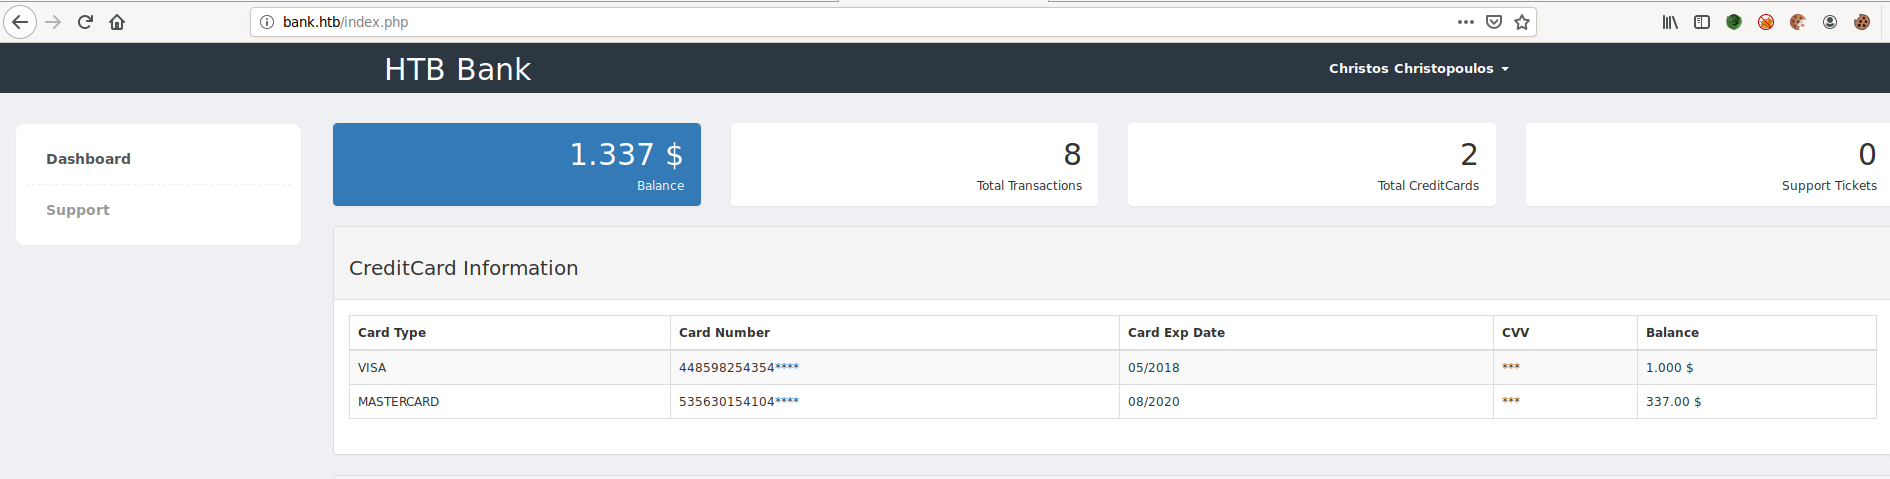 bank.htb/index.php
HTB Bank
Christos Christopoulos
Dashboard
Support
1.337 $
Balance
8
Total Transactions
2
Total CreditCards
0
Support Tickets
CreditCard Information
Card Type Card Number Card Exp Date CVV Balance
VISA 448598254354**** 05/2018 *** 1.000 $
MASTERCARD 535630154104**** 08/2020 *** 337.00 $